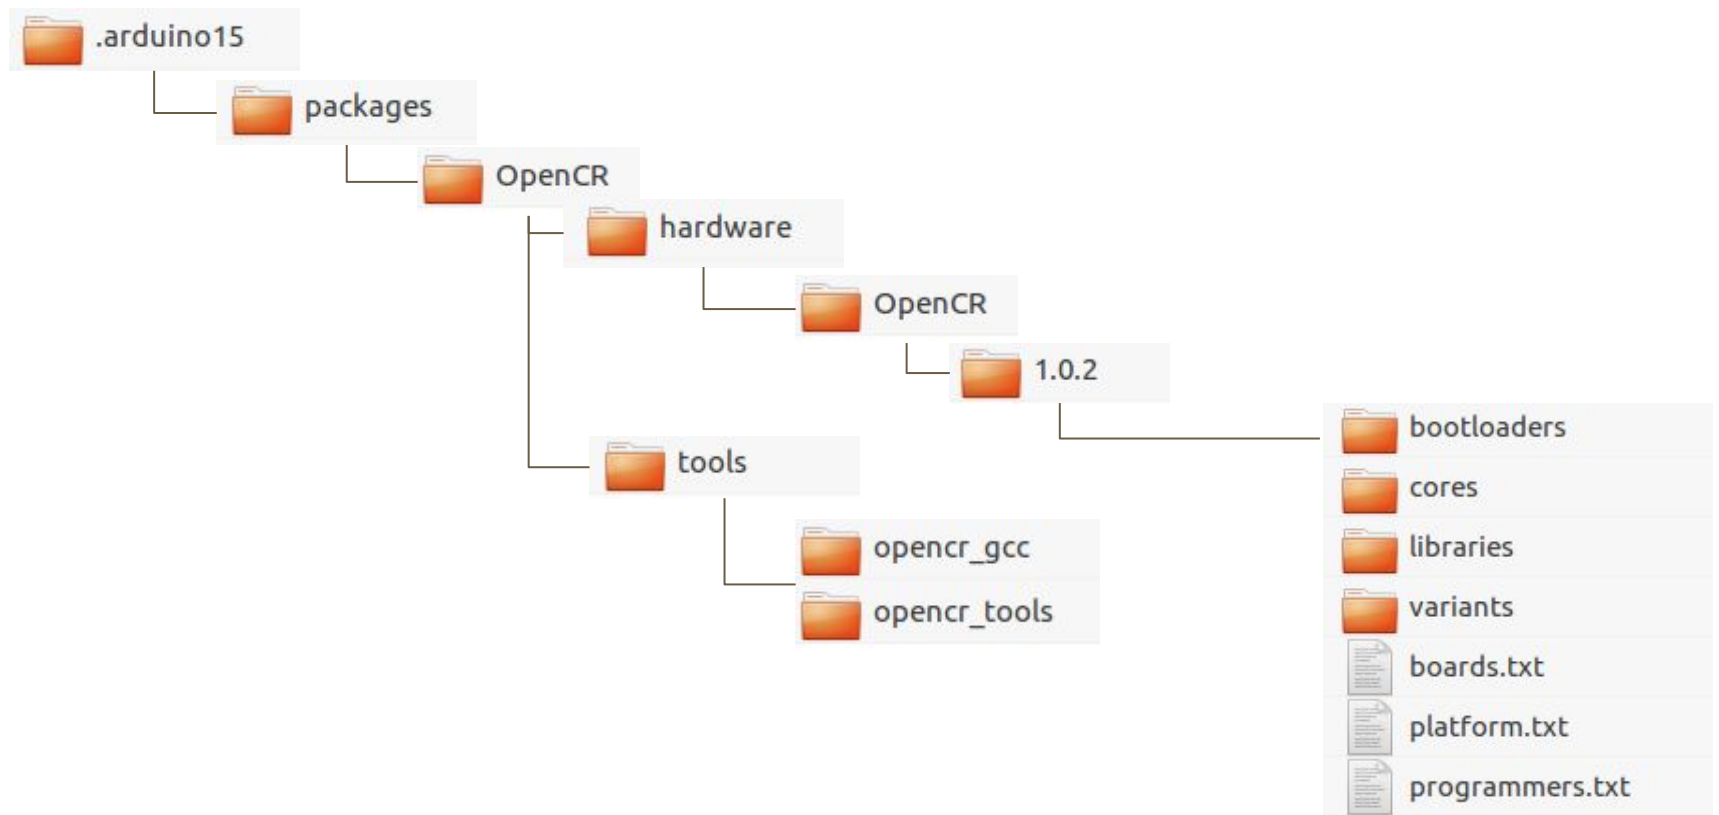 .arduino15
packages
OpenCR
hardware
OpenCR
1.0.2
bootloaders
cores
libraries
variants
boards.txt
platform.txt
programmers.txt
tools
opencr_gcc
opencr_tools